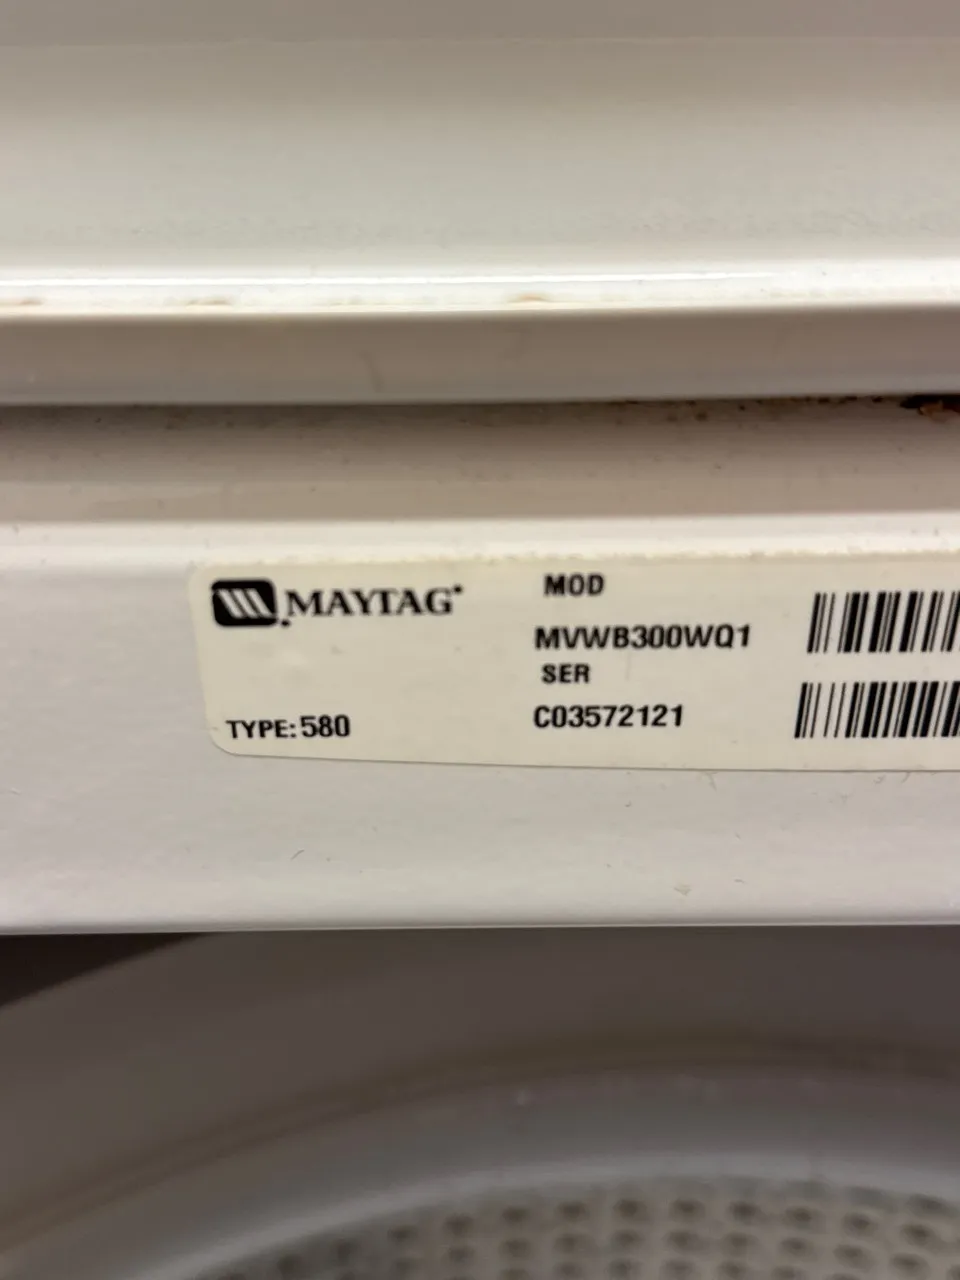 MAYTAG
TYPE: 580
MOD
MVWB300WQ1
SER
C03572121